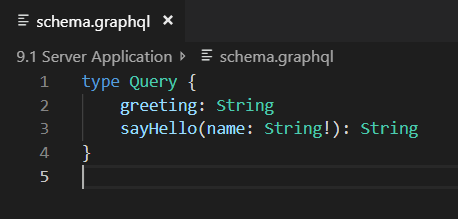 schema.graphql
9.1 Server Application schema.graphql
1 type Query {
2 greeting: String
3 sayHello(name: String!): String
4 }
5